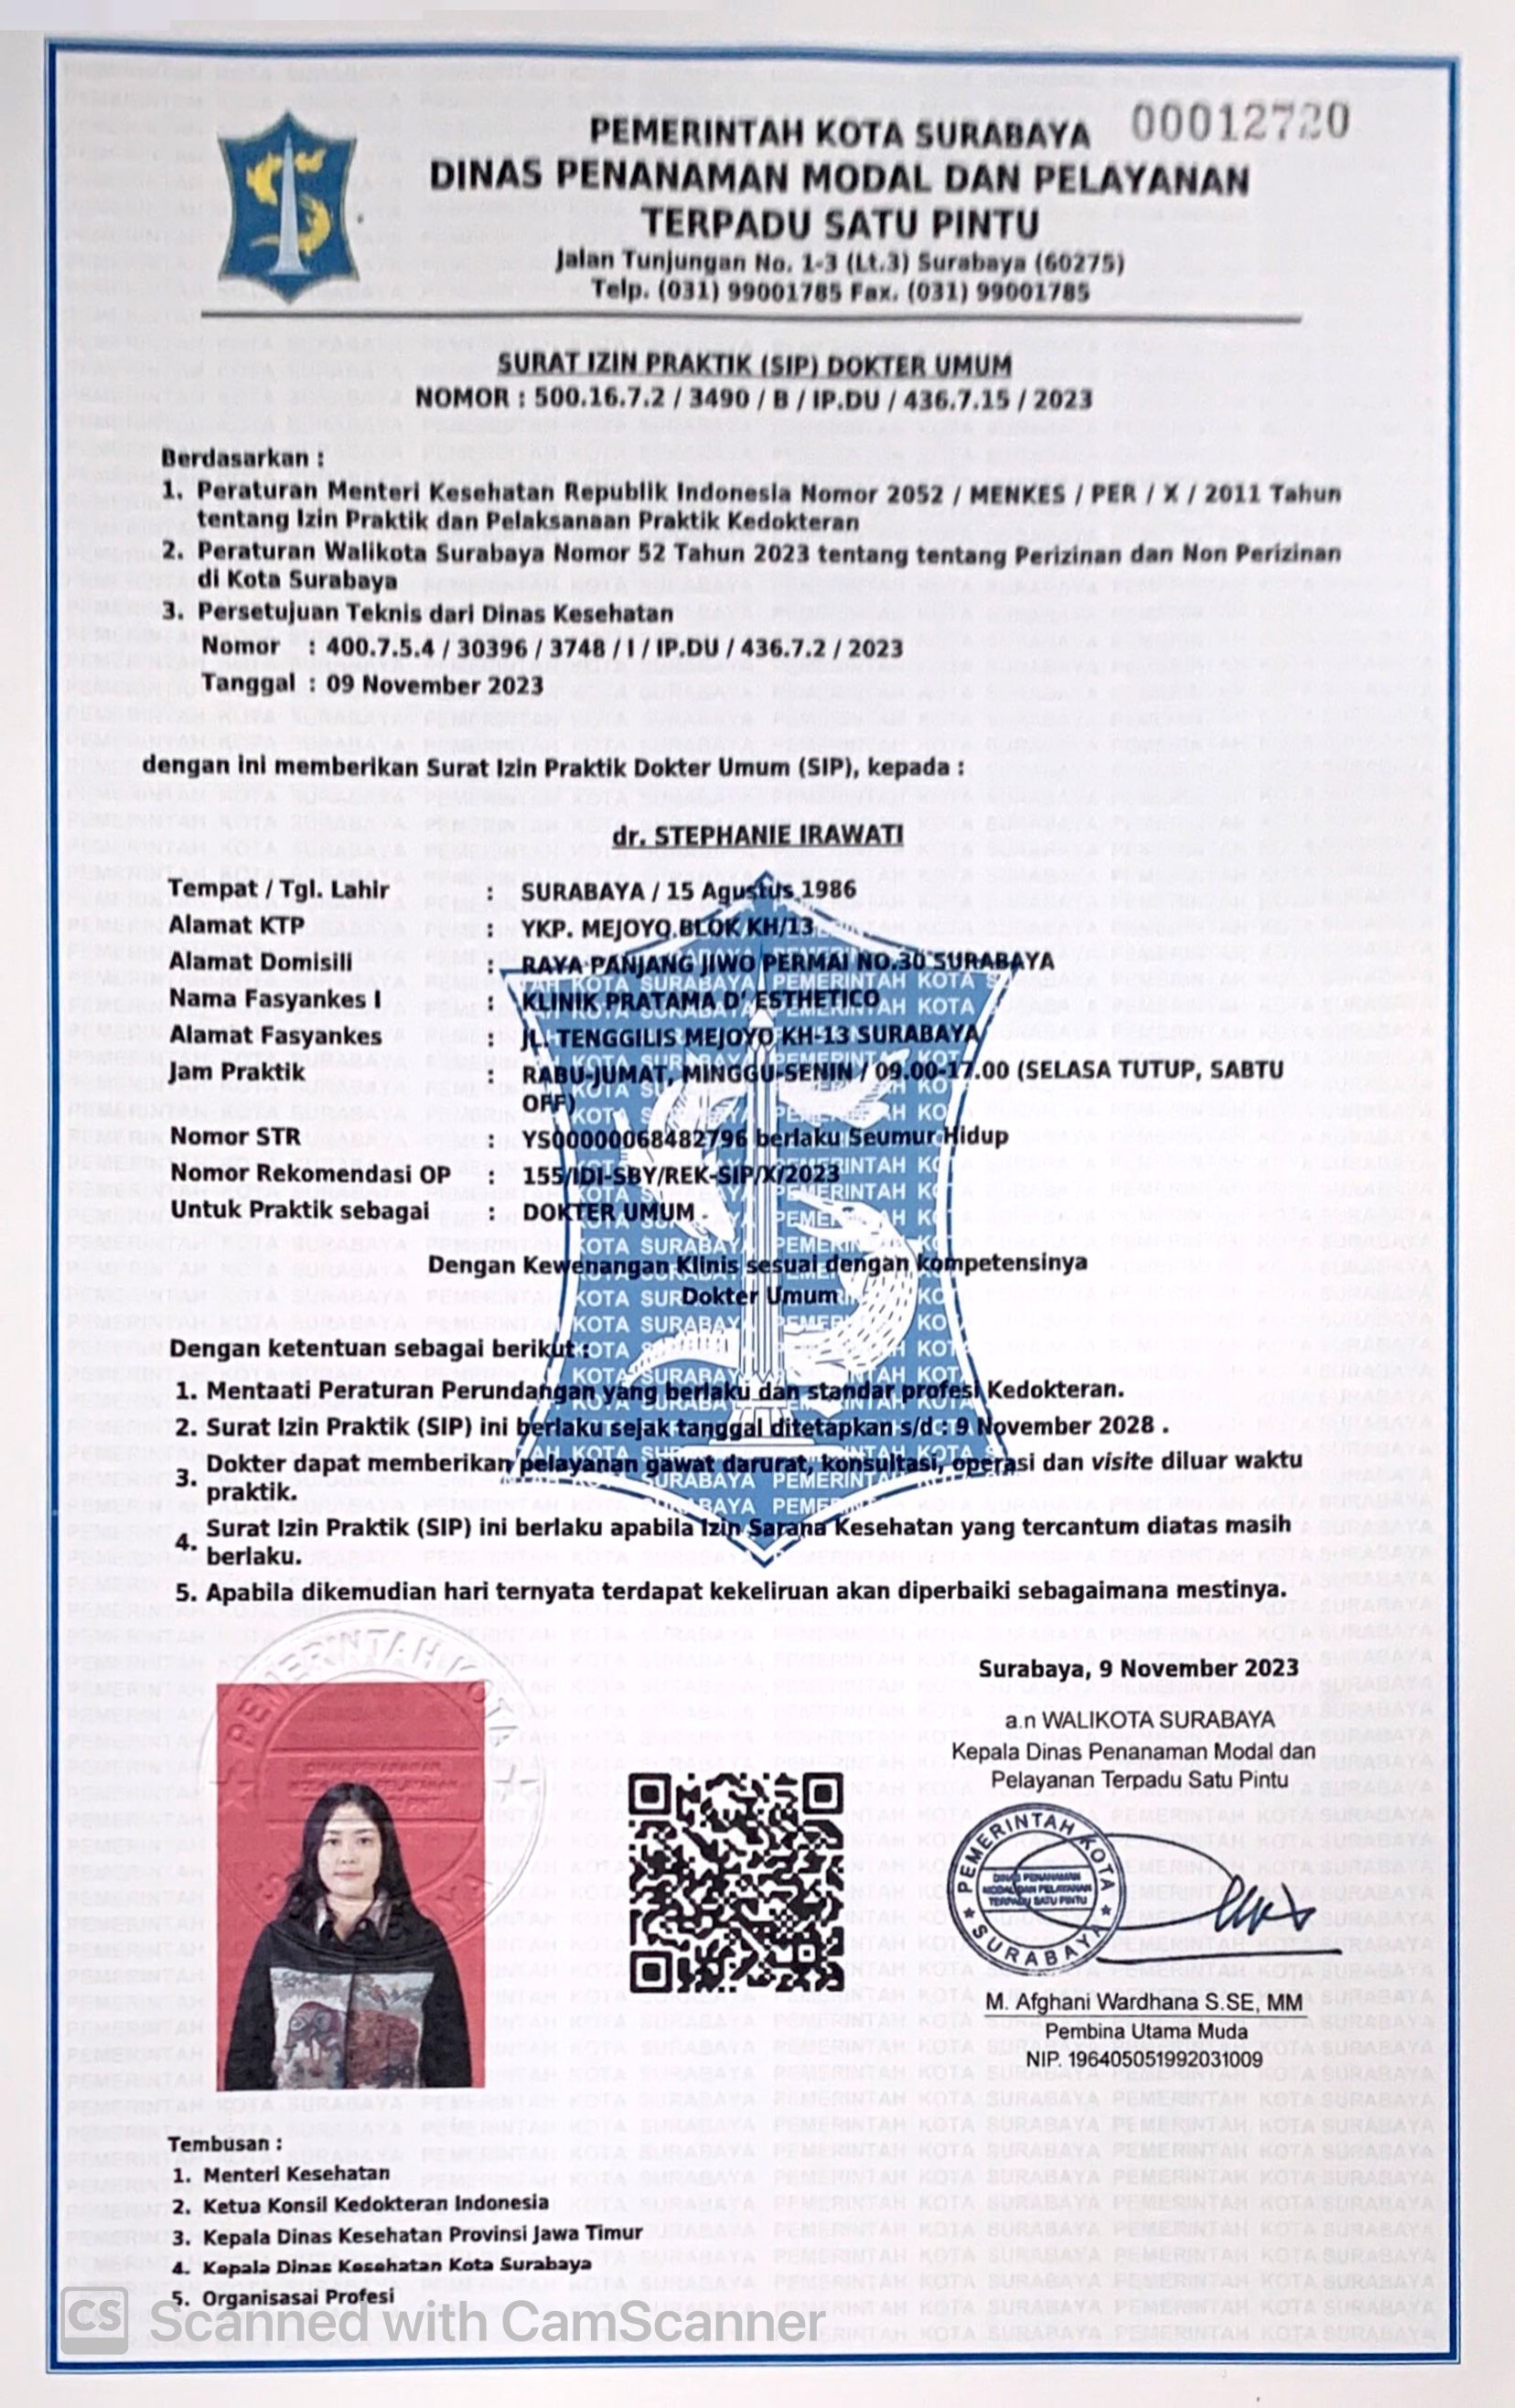 00012720
PEMERINTAH KOTA SURABAYA
DINAS PENANAMAN MODAL DAN PELAYANAN
TERPADU SATU PINTU
Jalan Tunjungan No. 1-3 (Lt.3) Surabaya (60275)
Telp. (031) 99001785 Fax. (031) 99001785
SURAT IZIN PRAKTIK (SIP) DOKTER UMUM
NOMOR : 500.16.7.2 / 3490 / B / IP.DU / 436.7.15 / 2023
Berdasarkan :
1. Peraturan Menteri Kesehatan Republik Indonesia Nomor 2052 / MENKES / PER / X / 2011 Tahun
tentang Izin Praktik dan Pelaksanaan Praktik Kedokteran
2. Peraturan Walikota Surabaya Nomor 52 Tahun 2023 tentang tentang Perizinan dan Non Perizinan
di Kota Surabaya
3. Persetujuan Teknis dari Dinas Kesehatan
Nomor : 400.7.5.4 / 30396 / 3748 / I / IP.DU / 436.7.2 / 2023
Tanggal : 09 November 2023
dengan ini memberikan Surat Izin Praktik Dokter Umum (SIP), kepada :
dr. STEPHANIE IRAWATI
Tempat / Tgl. Lahir : SURABAYA / 15 Agustus 1986
Alamat KTP : YKP. MEJOYO BLOK KH/13
Alamat Domisili : RAYA PANJANG JIWO PERMAI NO.30 SURABAYA
Nama Fasyankes I : KLINIK PRATAMA D' ESTHETICO
Alamat Fasyankes : JL. TENGGILIS MEJOYO KH-13 SURABAYA
Jam Praktik : RABU-JUMAT, MINGGU-SENIN / 09.00-17.00 (SELASA TUTUP, SABTU
OFF)
Nomor STR : YS00000068482796 berlaku Seumur Hidup
Nomor Rekomendasi OP : 155/IDI-SBY/REK-SIP/X/2023
Untuk Praktik sebagai : DOKTER UMUM
Dengan Kewenangan Klinis sesuai dengan kompetensinya
Dokter Umum
Dengan ketentuan sebagai berikut :
1. Mentaati Peraturan Perundangan yang berlaku dan standar profesi Kedokteran.
2. Surat Izin Praktik (SIP) ini berlaku sejak tanggal ditetapkan s/d : 9 November 2028 .
3. Dokter dapat memberikan pelayanan gawat darurat, konsultasi, operasi dan visite diluar waktu
praktik.
4. Surat Izin Praktik (SIP) ini berlaku apabila Izin Sarana Kesehatan yang tercantum diatas masih
berlaku.
5. Apabila dikemudian hari ternyata terdapat kekeliruan akan diperbaiki sebagaimana mestinya.
Surabaya, 9 November 2023
a.n WALIKOTA SURABAYA
Kepala Dinas Penanaman Modal dan
Pelayanan Terpadu Satu Pintu
PEMERINTAH KOTA
DINAS PENANAMAN
MODAL DAN PELAYANAN
TERPADU SATU PINTU
SURABAYA
PEMERINTAH KOTA
M. Afghani Wardhana S.SE, MM
Pembina Utama Muda
NIP. 196405051992031009
Tembusan :
1. Menteri Kesehatan
2. Ketua Konsil Kedokteran Indonesia
3. Kepala Dinas Kesehatan Provinsi Jawa Timur
4. Kepala Dinas Kesehatan Kota Surabaya
5. Organisasai Profesi
CS Scanned with CamScanner